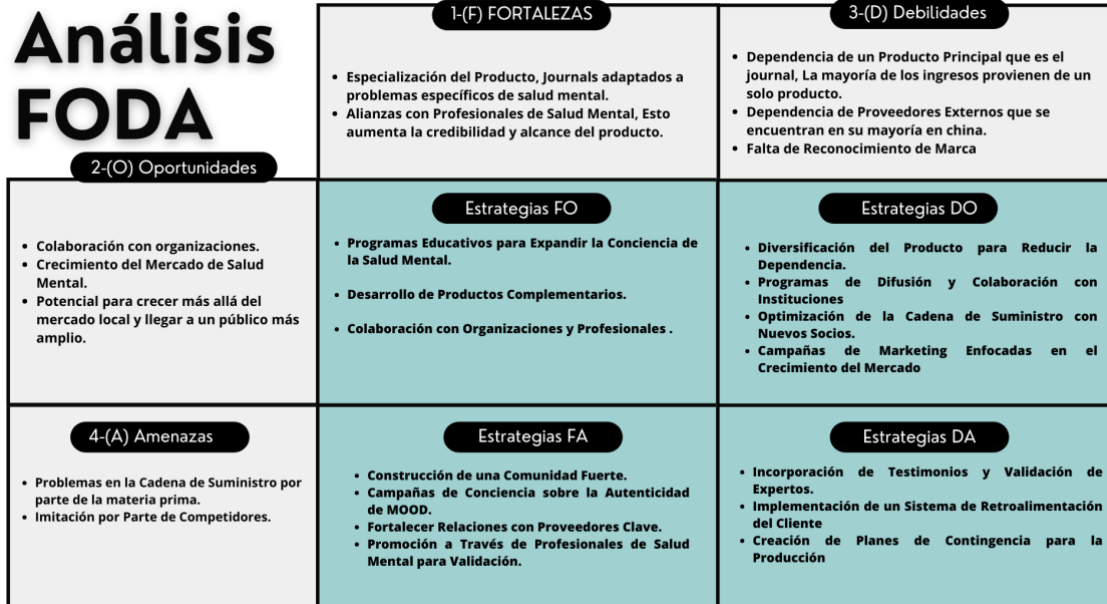 Análisis
FODA
1-(F) FORTALEZAS
• Especialización del Producto, Journals adaptados a
problemas específicos de salud mental.
• Alianzas con Profesionales de Salud Mental, Esto
aumenta la credibilidad y alcance del producto.
3-(D) Debilidades
• Dependencia de un Producto Principal que es el
journal, La mayoría de los ingresos provienen de un
solo producto.
• Dependencia de Proveedores Externos que se
encuentran en su mayoría en china.
• Falta de Reconocimiento de Marca
2-(O) Oportunidades
• Colaboración con organizaciones.
• Crecimiento del Mercado de Salud
Mental.
• Potencial para crecer más allá del
mercado local y llegar a un público más
amplio.
Estrategias FO
• Programas Educativos para Expandir la Conciencia de
la Salud Mental.
• Desarrollo de Productos Complementarios.
• Colaboración con Organizaciones y Profesionales .
Estrategias DO
• Diversificación del Producto para Reducir la
Dependencia.
• Programas de Difusión y Colaboración con
Instituciones
• Optimización de la Cadena de Suministro con
Nuevos Socios.
• Campañas de Marketing Enfocadas en el
Crecimiento del Mercado
4-(A) Amenazas
• Problemas en la Cadena de Suministro por
parte de la materia prima.
• Imitación por Parte de Competidores.
Estrategias FA
• Construcción de una Comunidad Fuerte.
• Campañas de Conciencia sobre la Autenticidad
de MOOD.
• Fortalecer Relaciones con Proveedores Clave.
• Promoción a Través de Profesionales de Salud
Mental para Validación.
Estrategias DA
• Incorporación de Testimonios y Validación de
Expertos.
• Implementación de un Sistema de Retroalimentación
del Cliente
• Creación de Planes de Contingencia para la
Producción